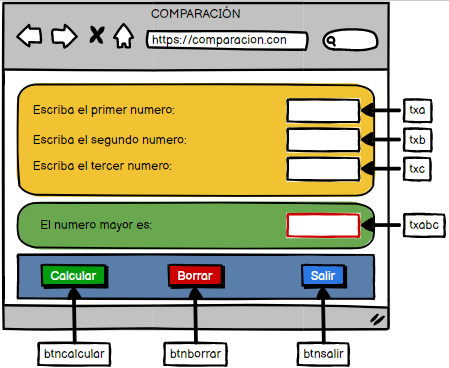 COMPARACIÓN
https://comparacion.con
Escriba el primer numero:
txa
Escriba el segundo numero:
txb
Escriba el tercer numero:
txc
El numero mayor es:
txabc
Calcular Borrar Salir
btncalcular btnborrar btnsalir